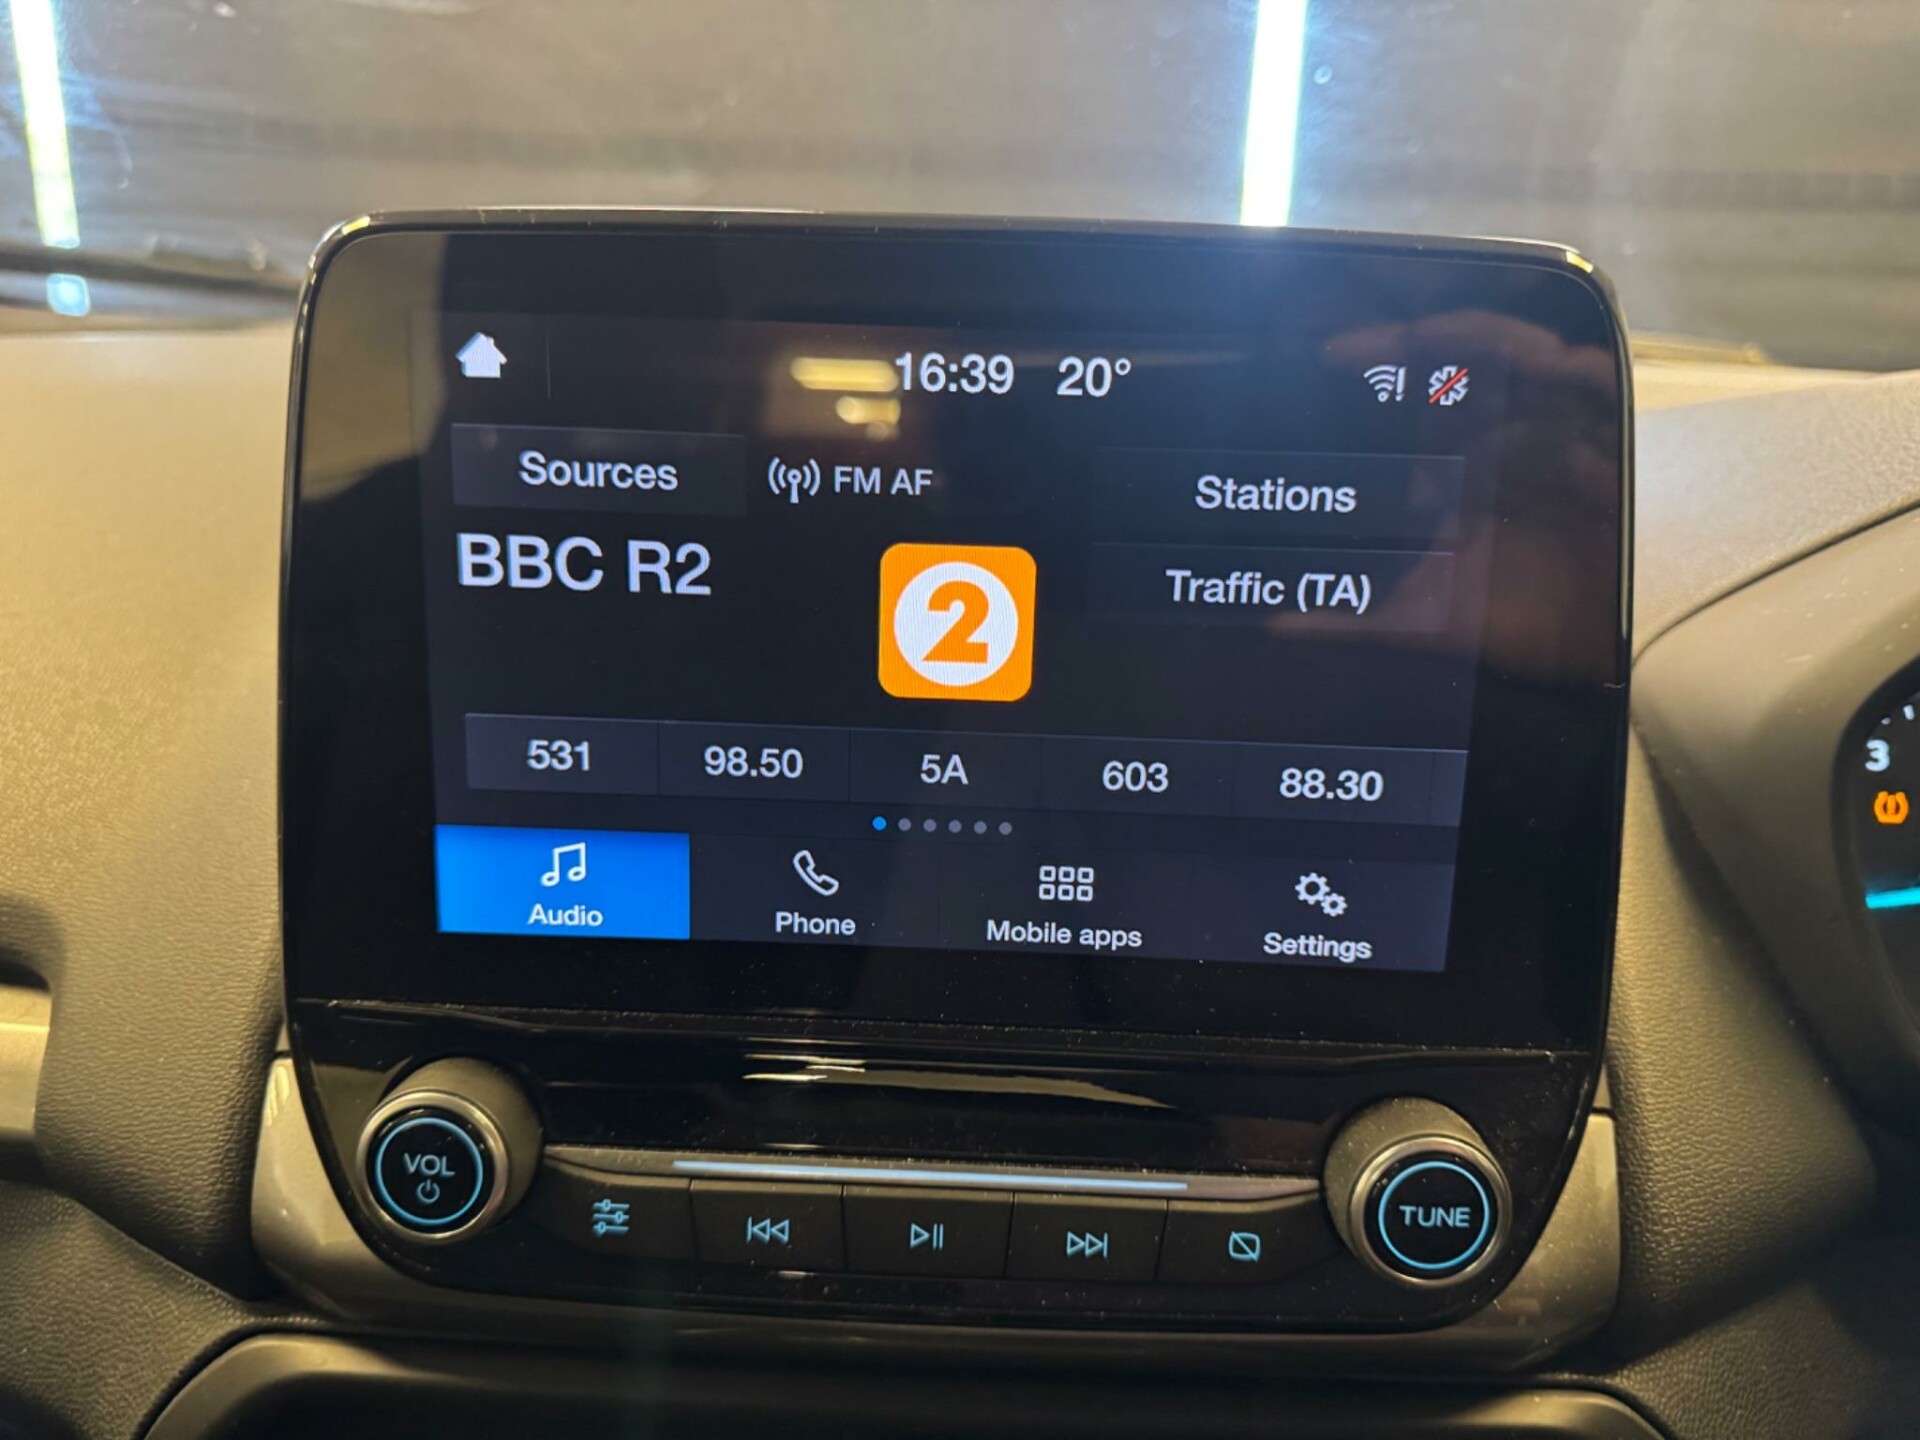 16:39 20°
Sources FM AF Stations
BBC R2
2
Traffic (TA)
531 98.50 5A 603 88.30
Audio Phone Mobile apps Settings
VOL
TUNE
3